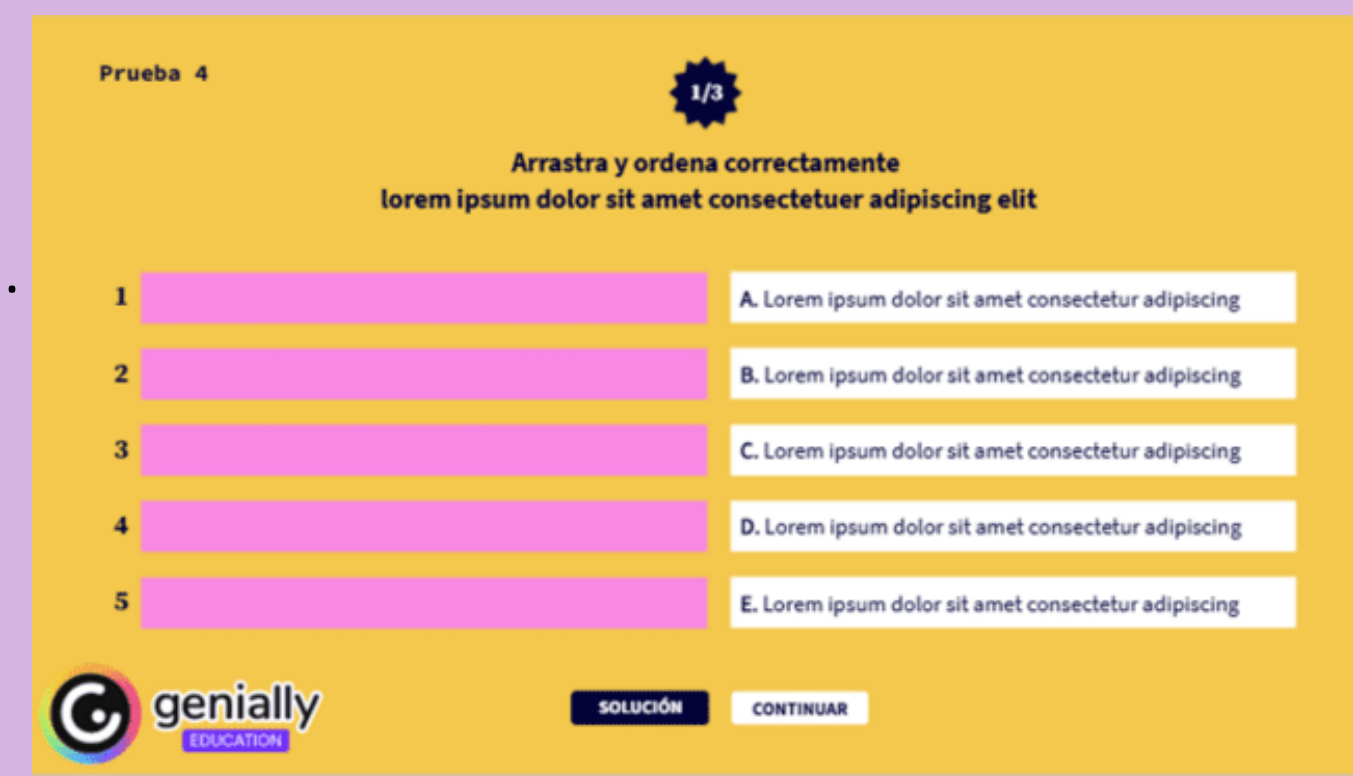 Prueba 4
1/3
Arrastra y ordena correctamente
lorem ipsum dolor sit amet consectetuer adipiscing elit
1
A. Lorem ipsum dolor sit amet consectetur adipiscing
2
B. Lorem ipsum dolor sit amet consectetur adipiscing
3
C. Lorem ipsum dolor sit amet consectetur adipiscing
4
D. Lorem ipsum dolor sit amet consectetur adipiscing
5
E. Lorem ipsum dolor sit amet consectetur adipiscing
genially
EDUCATION
SOLUCIÓN
CONTINUAR